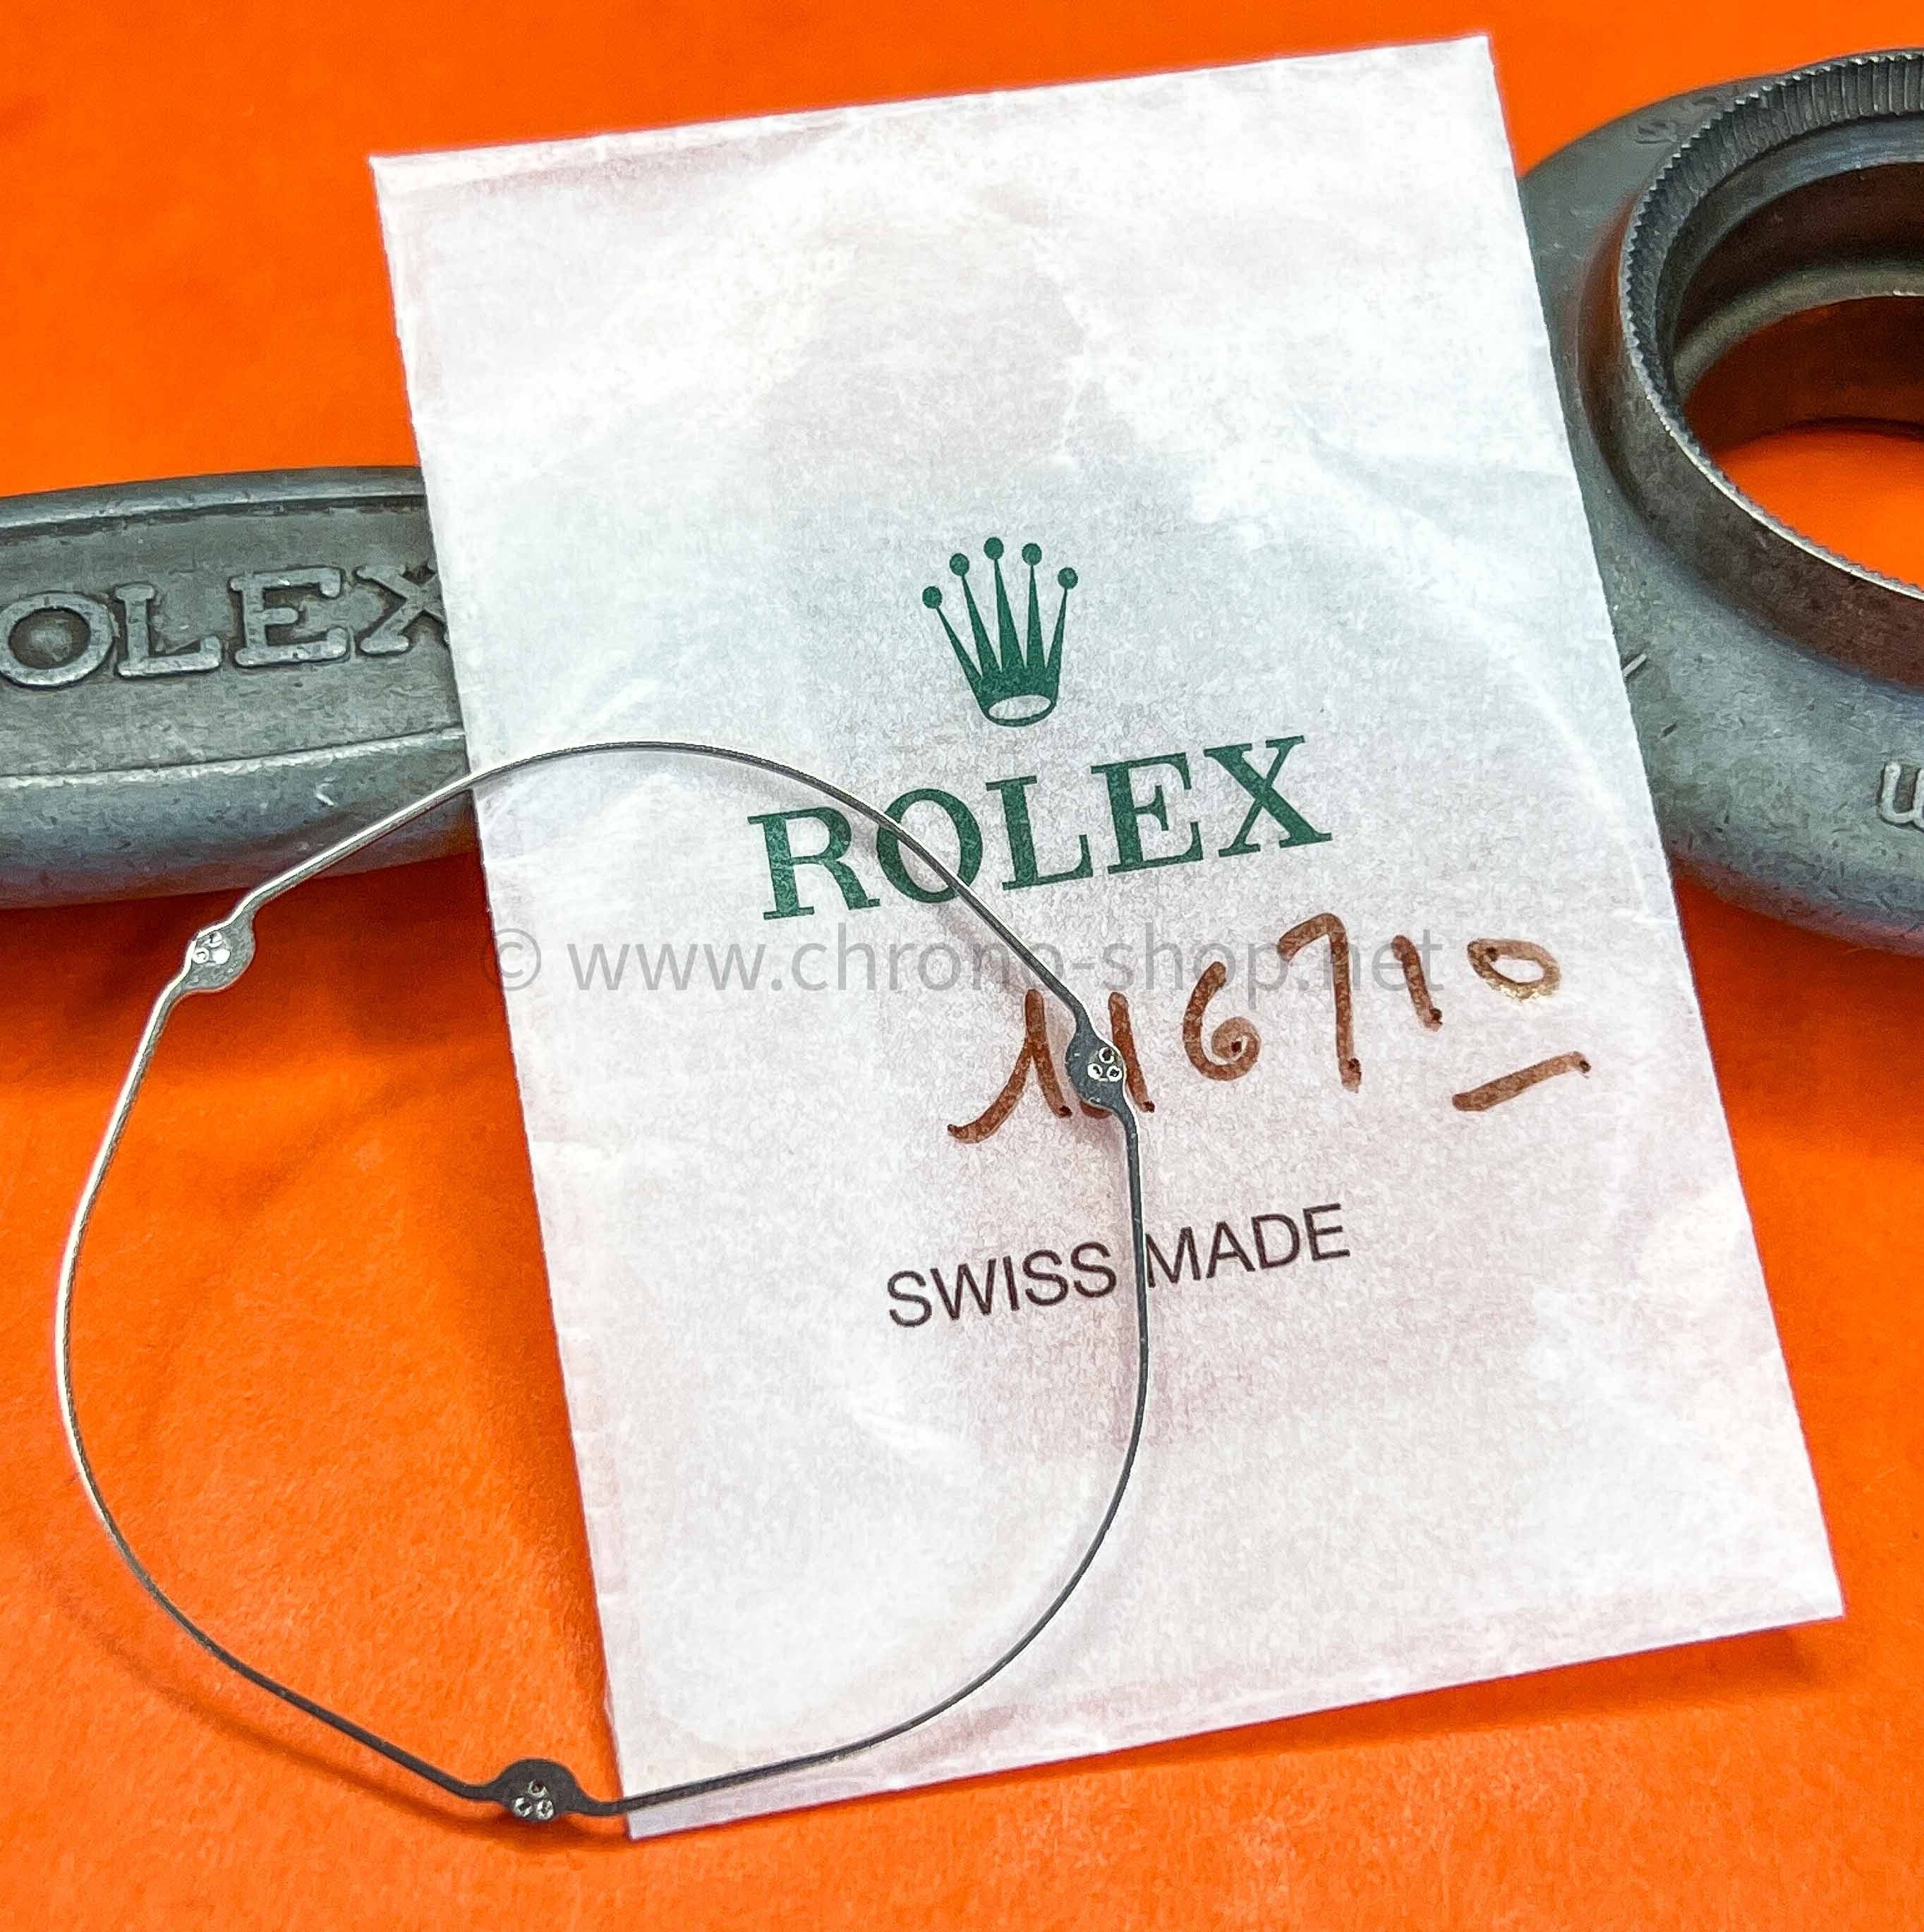 OLEX
ROLEX
© www.chrono-shop.net
116710
SWISS MADE